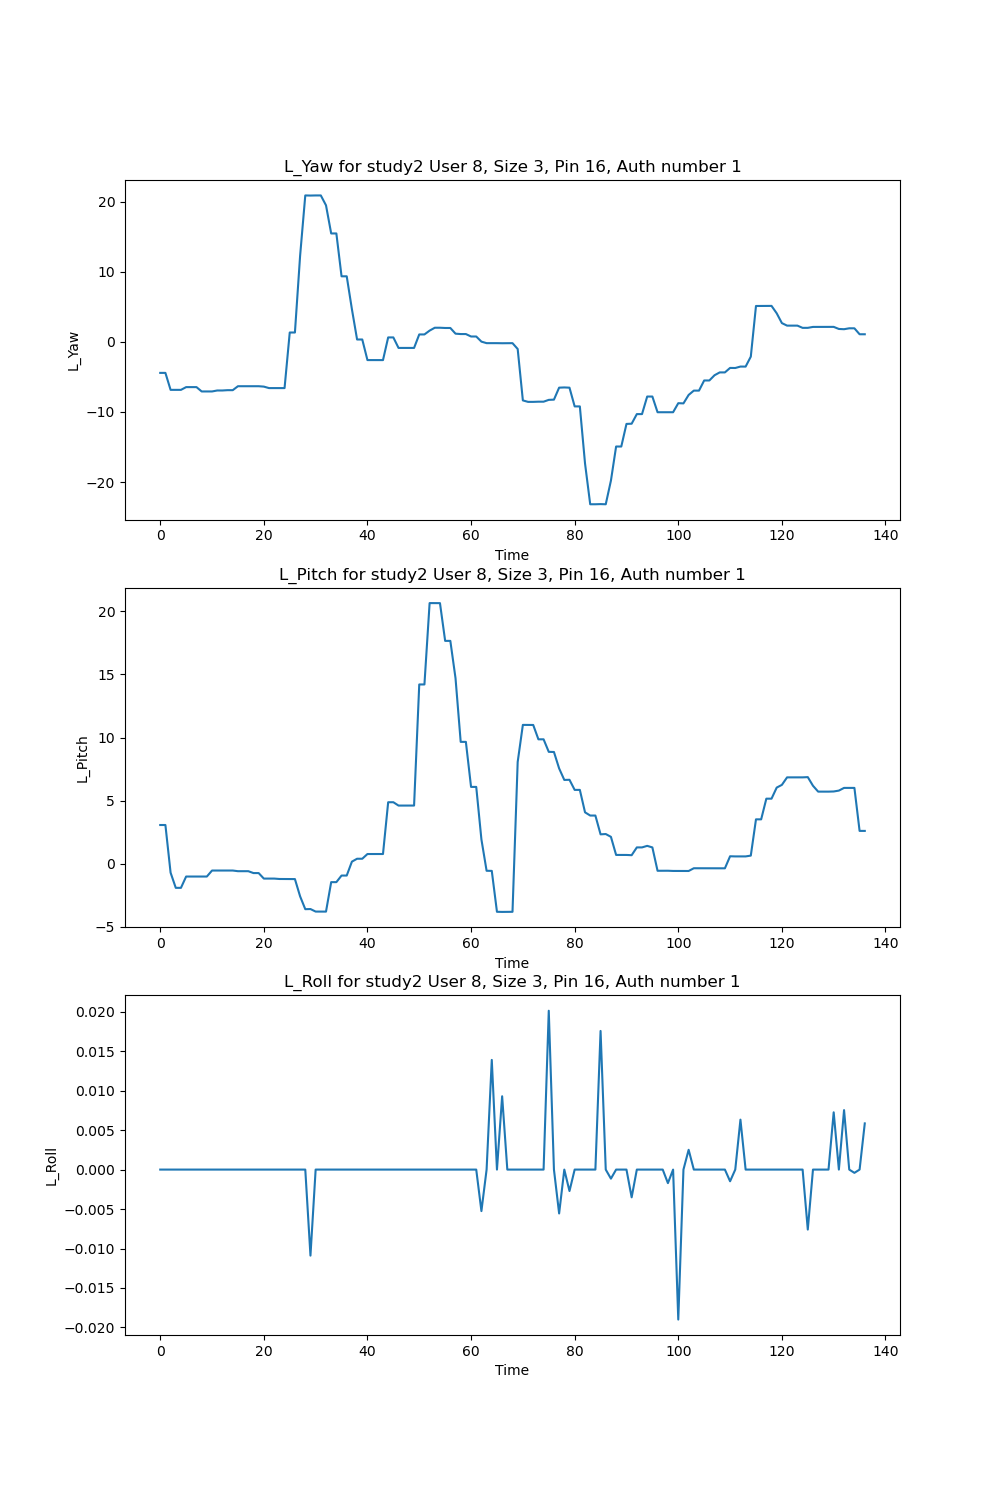 L_Yaw for study2 User 8, Size 3, Pin 16, Auth number 1
20
10
0
−10
−20
L_Yaw
0 20 40 60 80 100 120 140
Time
L_Pitch for study2 User 8, Size 3, Pin 16, Auth number 1
20
15
10
5
0
−5
L_Pitch
0 20 40 60 80 100 120 140
Time
L_Roll for study2 User 8, Size 3, Pin 16, Auth number 1
0.020
0.015
0.010
0.005
0.000
−0.005
−0.010
−0.015
−0.020
L_Roll
0 20 40 60 80 100 120 140
Time